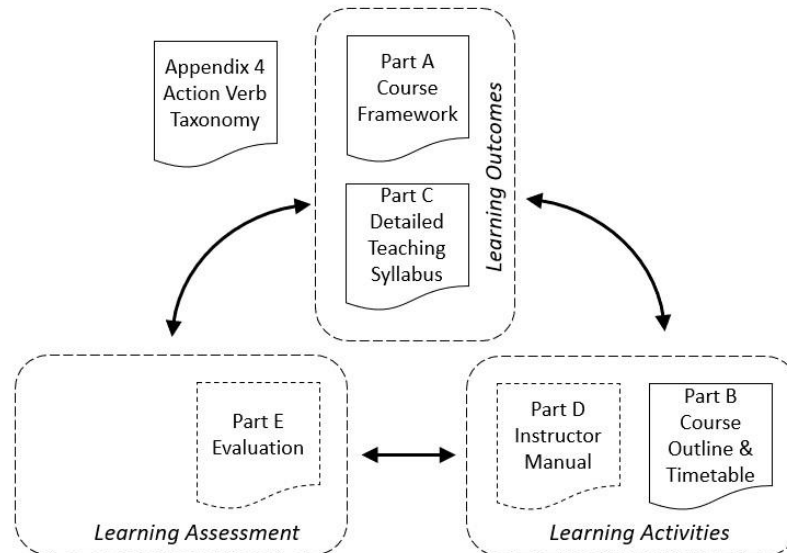 Appendix 4
Action Verb
Taxonomy
Part A
Course
Framework
Part C
Detailed
Teaching
Syllabus
Learning Outcomes
Part E
Evaluation
Learning Assessment
Part D
Instructor
Manual
Part B
Course
Outline &
Timetable
Learning Activities